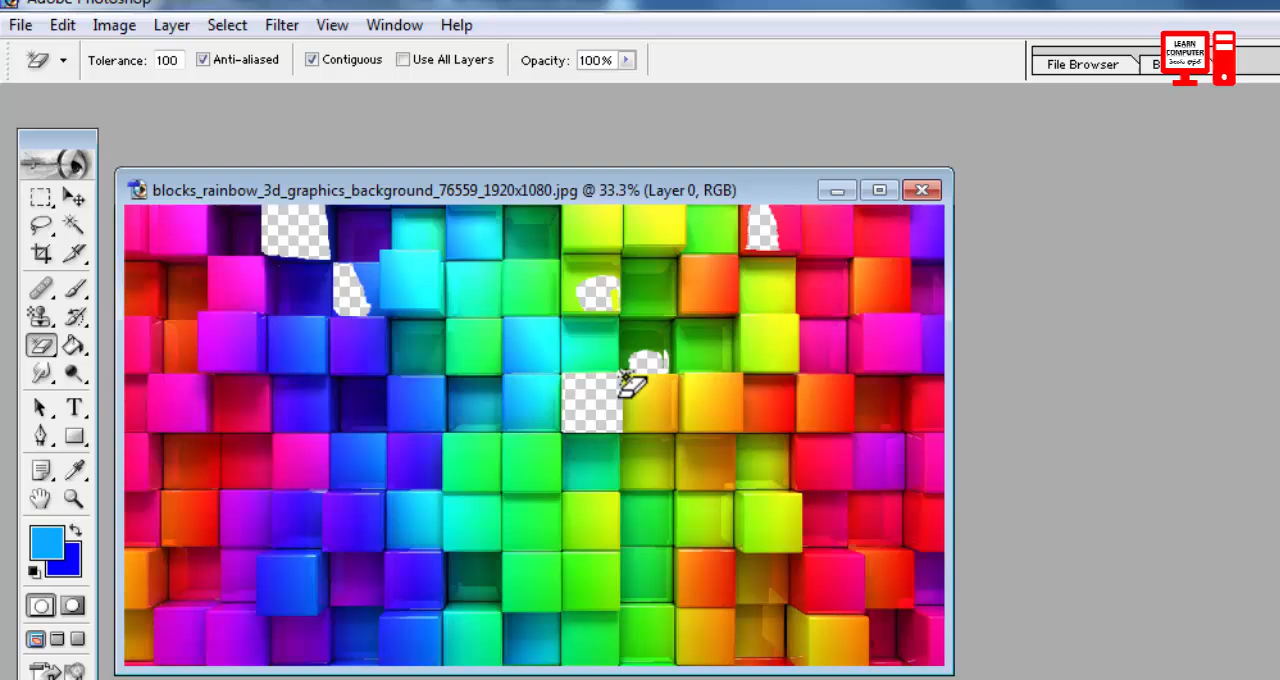 Adobe Photoshop
File Edit Image Layer Select Filter View Window Help
Tolerance: 100 Anti-aliased Contiguous Use All Layers Opacity: 100%
File Browser B
LEARN
COMPUTER
blocks_rainbow_3d_graphics_background_76559_1920x1080.jpg @ 33.3% (Layer 0, RGB)
T